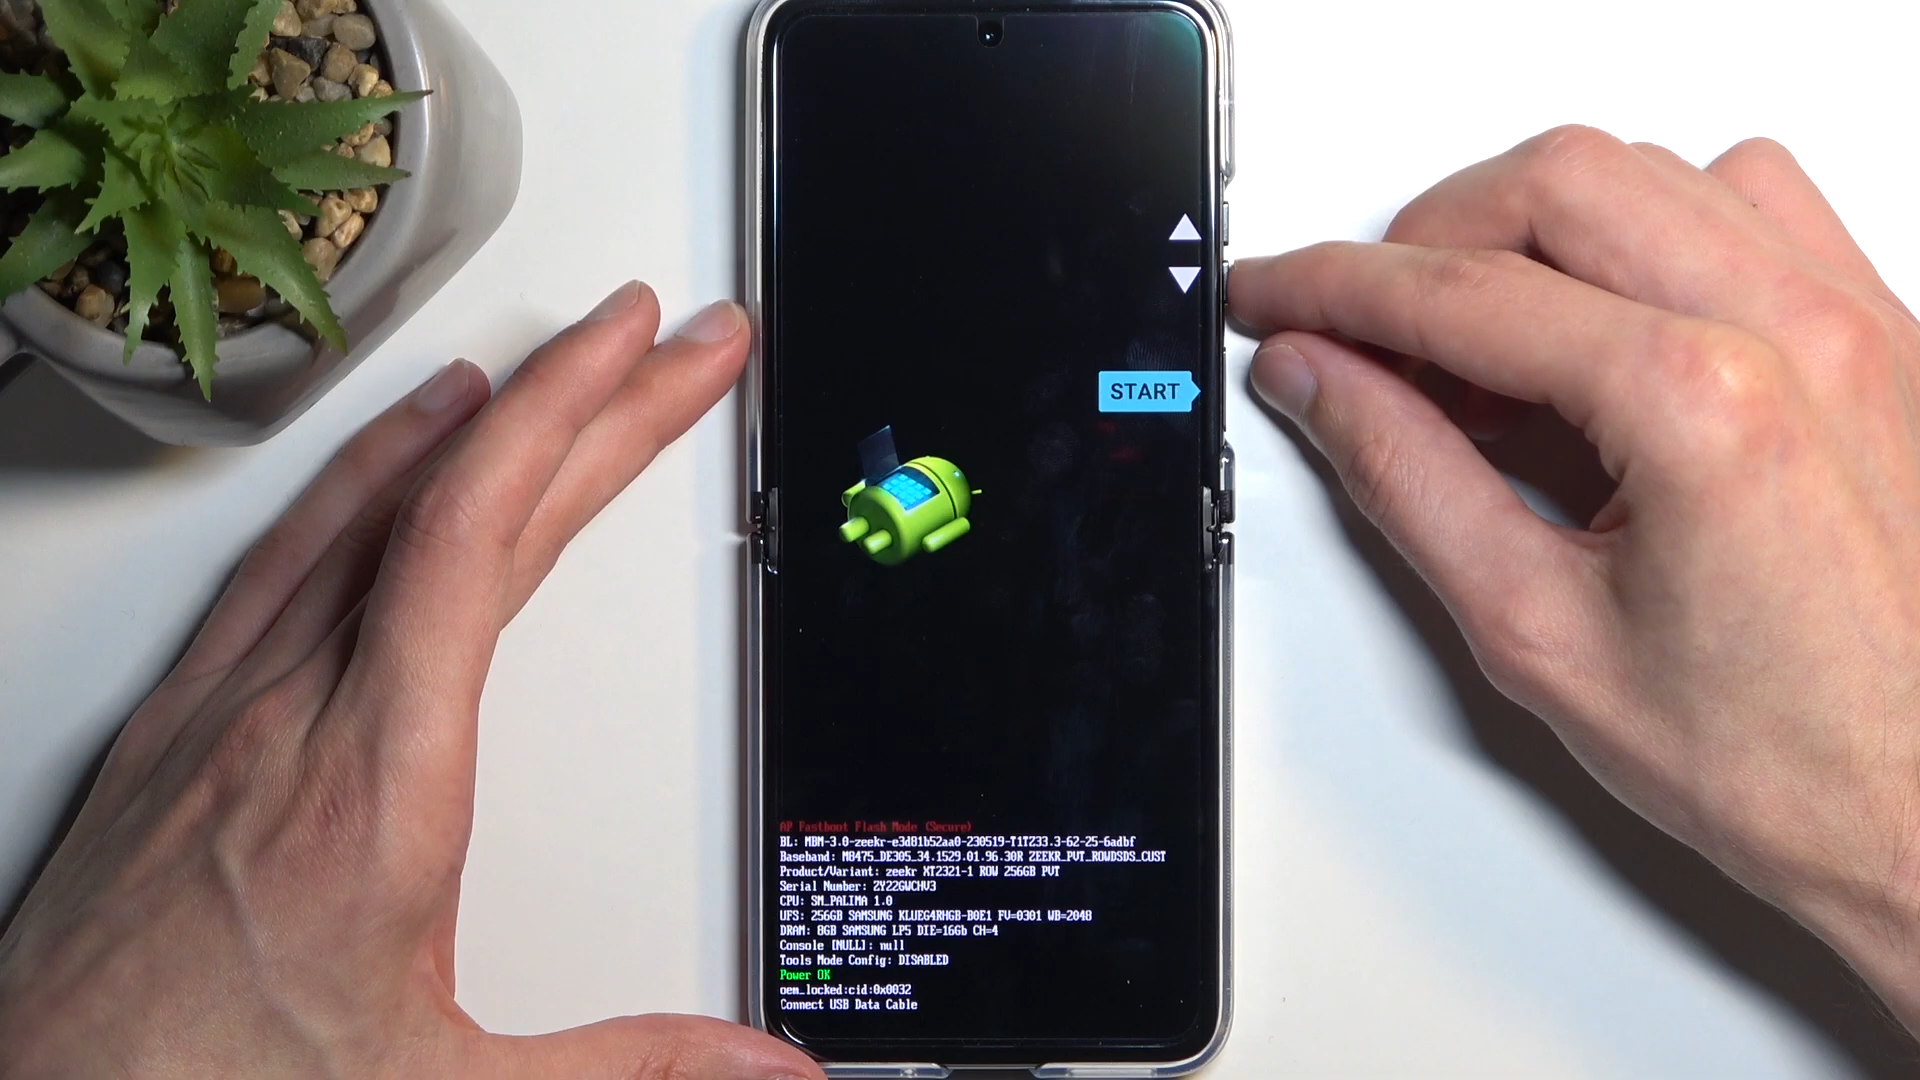 START
AP Fastboot Flash Mode (Secure)
BL: MBM-3.0-zeekr-e3d81b52aa0-230519-T1TZ33.3-62-25-6adbf
Baseband: M8475_DE305_34.1529.01.96.30R ZEEKR_PVT_ROWDSDS_CUST
Product/Variant: zeekr XT2321-1 ROW 256GB PVT
Serial Number: ZY22GWCHV3
CPU: SM_PALIMA 1.0
UFS: 256GB SAMSUNG KLUEG4RHGB-B0E1 FV=0301 WB=2048
DRAM: 8GB SAMSUNG LP5 DIE=16Gb CH=4
Console [NULL]: null
Tools Mode Config: DISABLED
Power OK
oem_locked:cid:0x0032
Connect USB Data Cable